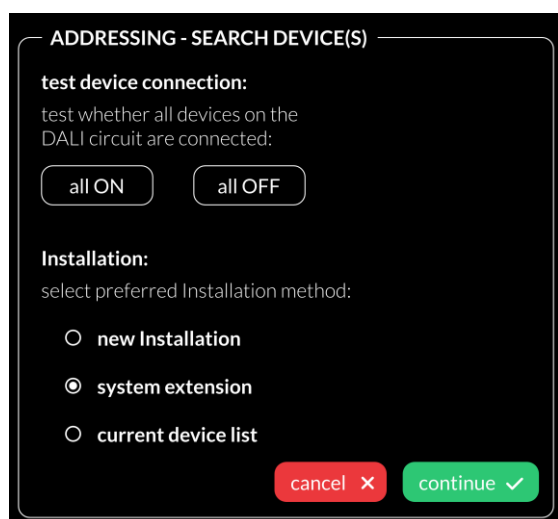 ADDRESSING - SEARCH DEVICE(S)
test device connection:
test whether all devices on the
DALI circuit are connected:
all ON
all OFF
Installation:
select preferred Installation method:
new Installation
system extension
current device list
cancel
continue